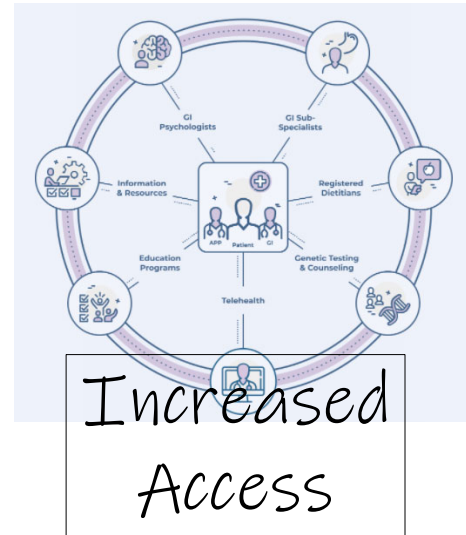 GI
Psychologists
GI Sub-
Specialists
Information
& Resources
Registered
Dietitians
APP Patient GI
Education
Programs
Genetic Testing
& Counseling
Telehealth
Increased
Access